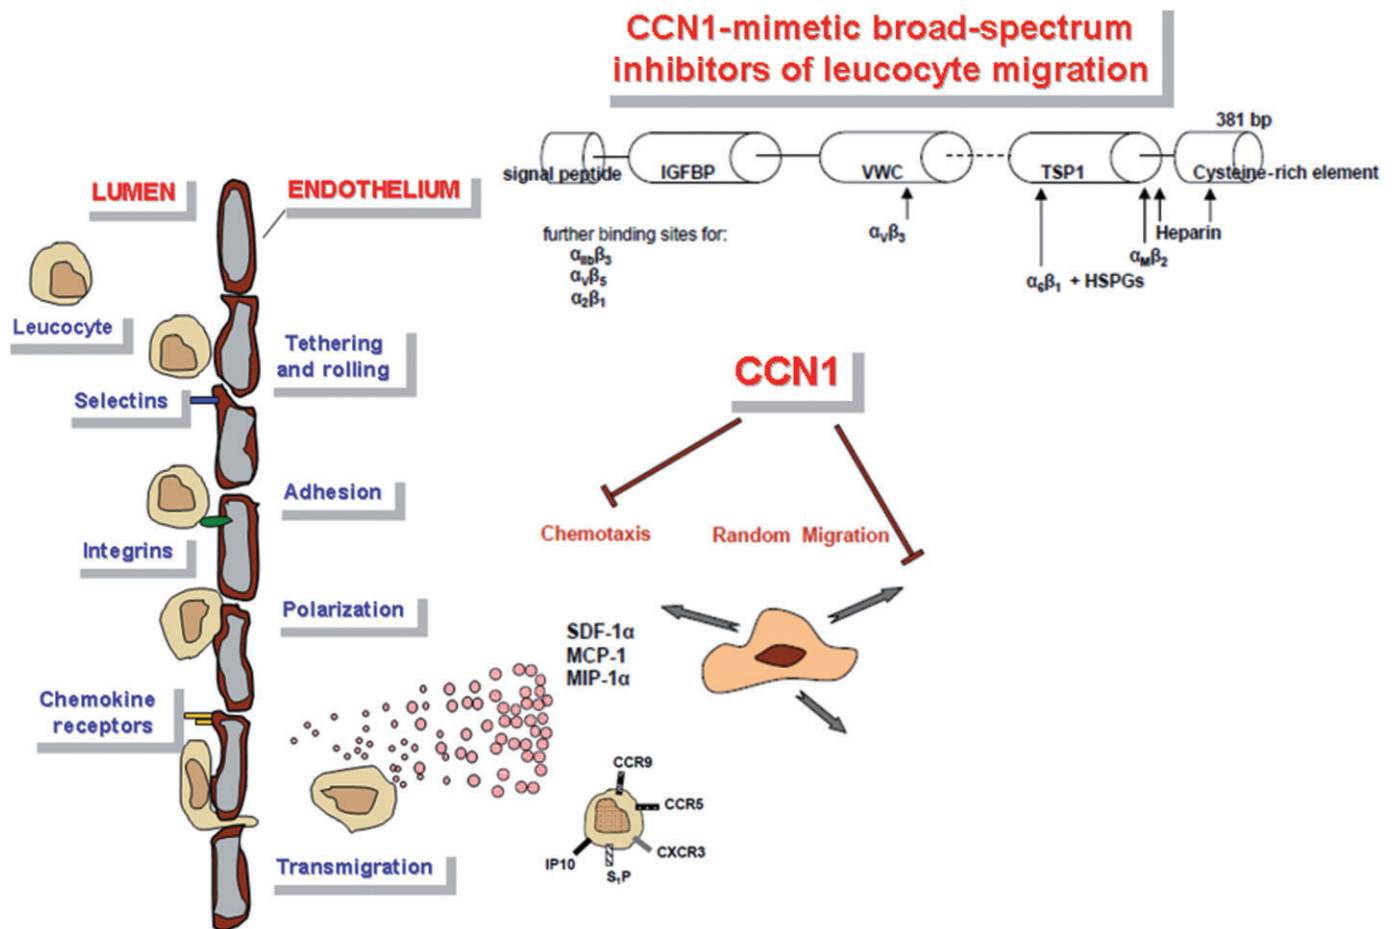 CCN1-mimetic broad-spectrum
inhibitors of leucocyte migration
381 bp
signal peptide
IGFBP
VWC
TSP1
Cysteine-rich element
further binding sites for:
αIIbβ3
αVβ5
α2β1
αVβ3
α6β1 + HSPGs
αMβ2
Heparin
LUMEN
ENDOTHELIUM
Leucocyte
Tethering
and rolling
Selectins
Adhesion
Integrins
Polarization
Chemokine
receptors
Transmigration
CCN1
Chemotaxis
Random Migration
SDF-1α
MCP-1
MIP-1α
CCR9
CCR5
CXCR3
S1P
IP10